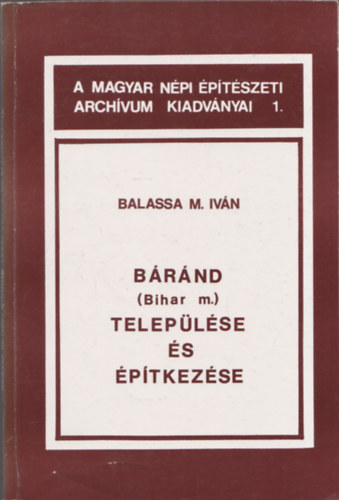 A MAGYAR NÉPI ÉPÍTÉSZETI
ARCHÍVUM KIADVÁNYAI 1.
BALASSA M. IVÁN
BÁRÁND
(Bihar m.)
TELEPÜLÉSE
ÉS
ÉPÍTKEZÉSE